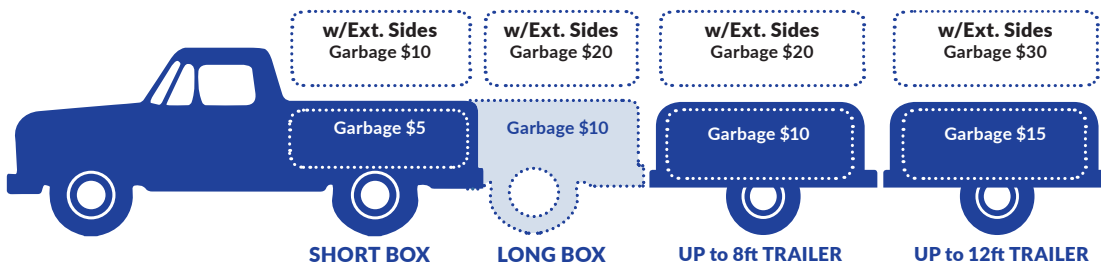 w/Ext. Sides
Garbage $10
w/Ext. Sides
Garbage $20
w/Ext. Sides
Garbage $20
w/Ext. Sides
Garbage $30
Garbage $5
Garbage $10
Garbage $10
Garbage $15
SHORT BOX
LONG BOX
UP to 8ft TRAILER
UP to 12ft TRAILER